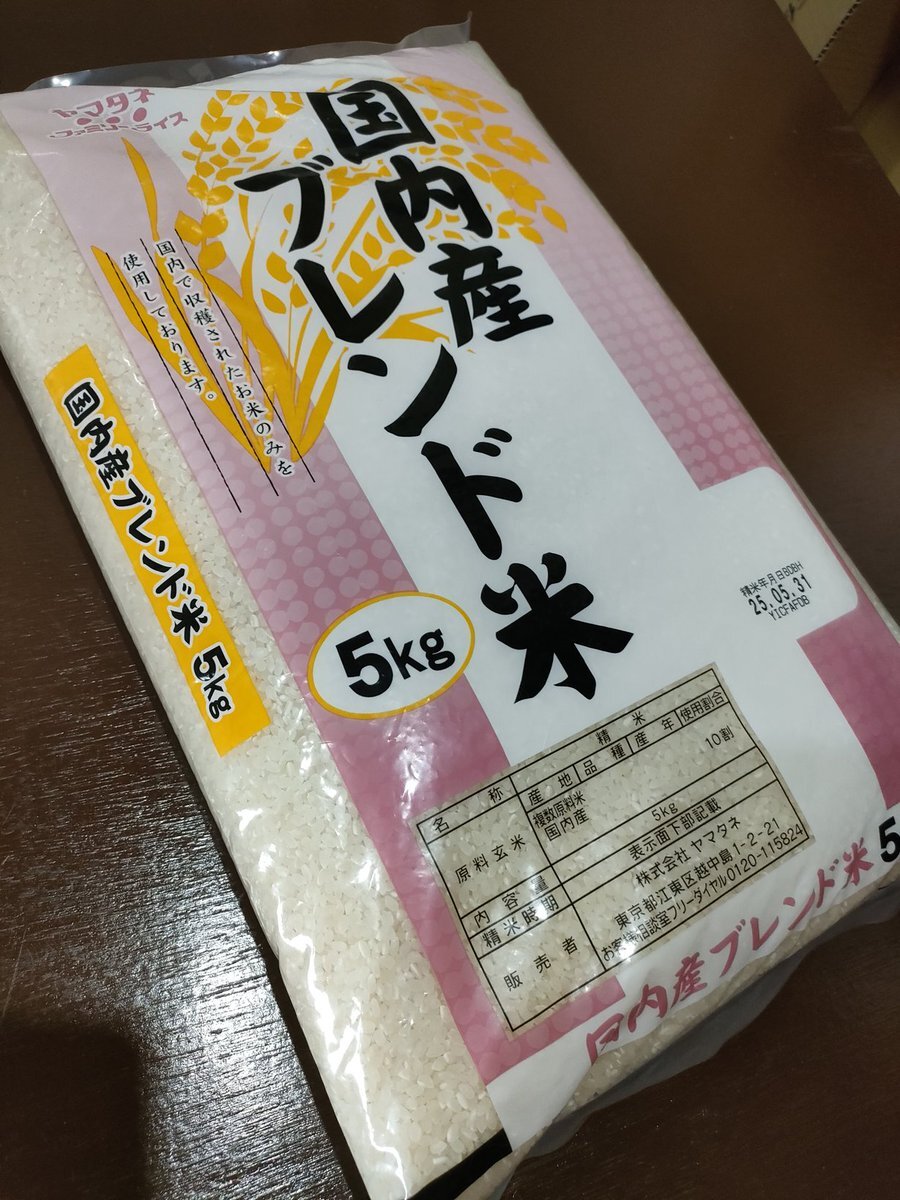 ヤマタネ
ファミリーライス
国内産
ブレンド米
国内で収穫されたお米のみを
使用しております。
国内産ブレンド米 5kg
5kg
精米年月日BDBH
25.05.31
YICFAFDB
名称 精米
原料玄米 産地 品種 産年 使用割合
複数原料米
国内産 10割
内容量 5kg
精米時期 表示面下部記載
販売者 株式会社 ヤマタネ
東京都江東区越中島1-2-21
お客様相談室フリーダイヤル0120-115824
国内産ブレンド米 5